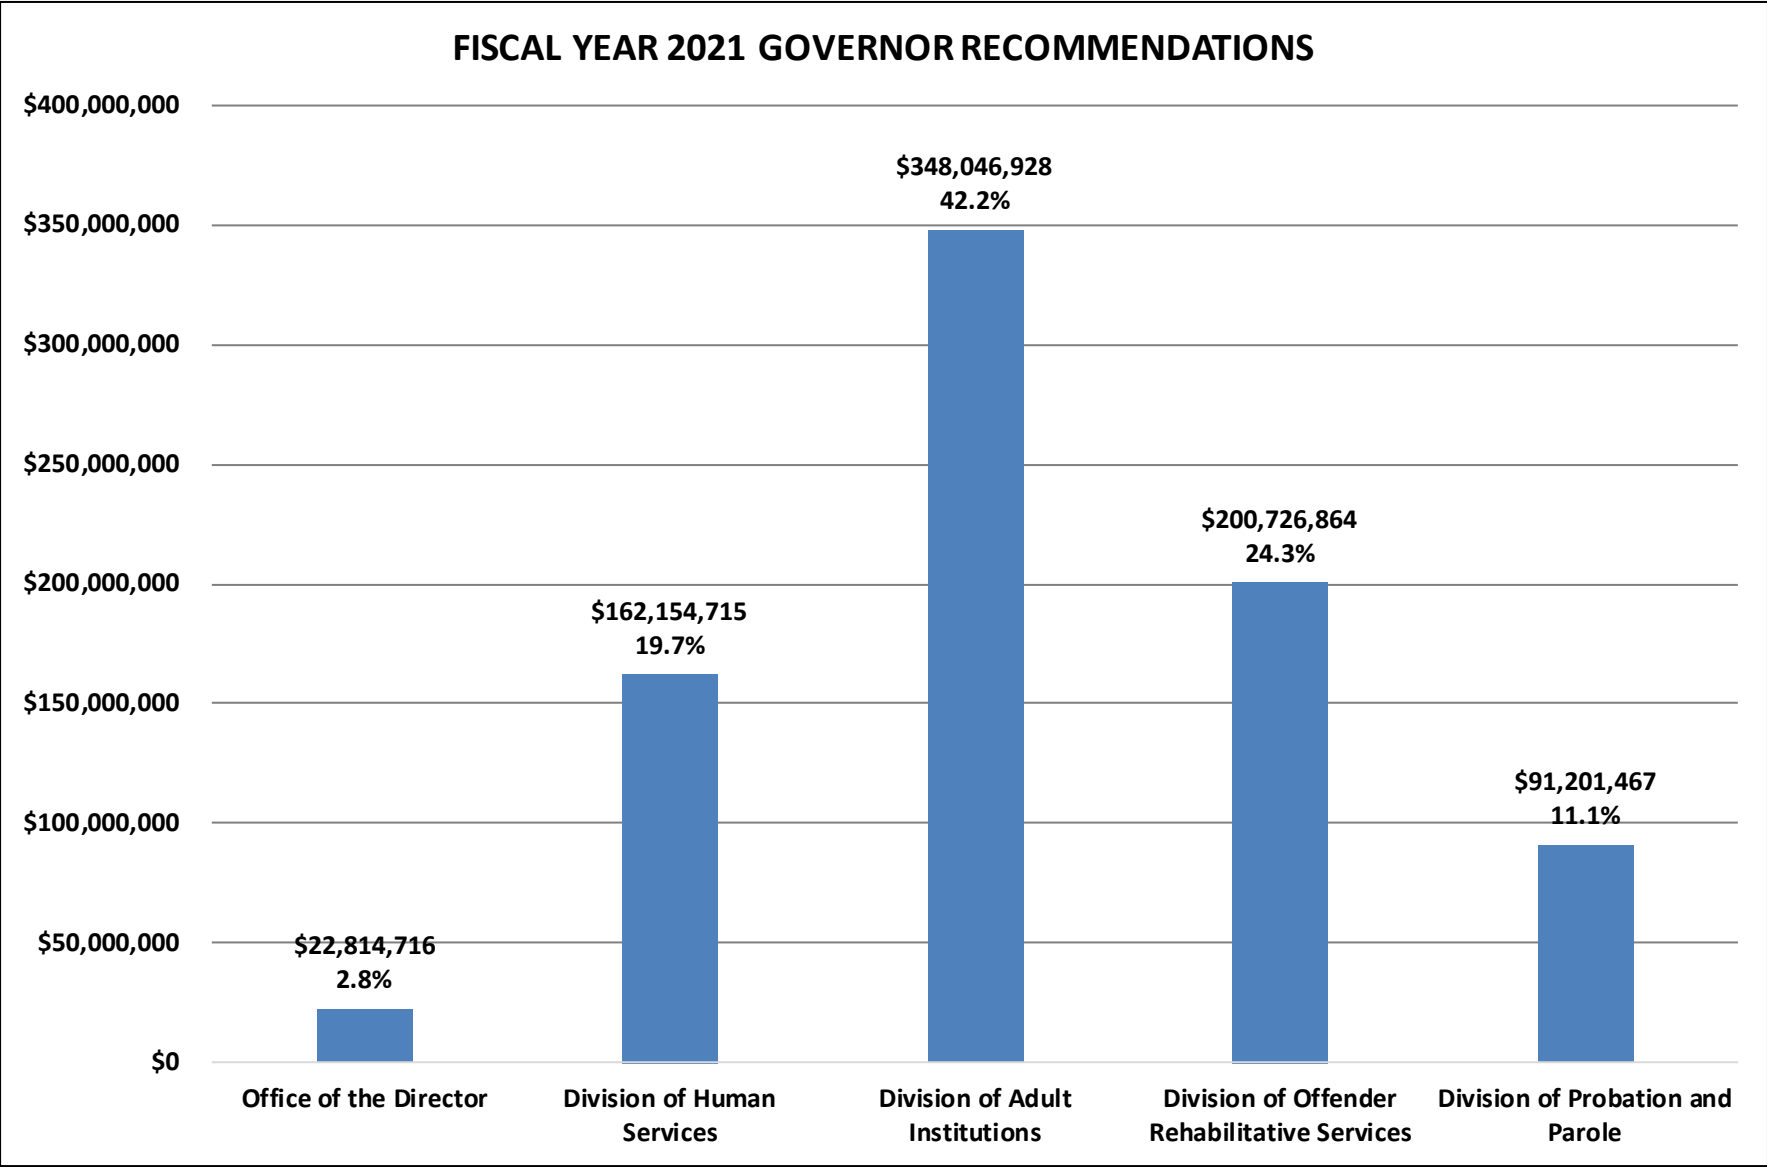 FISCAL YEAR 2021 GOVERNOR RECOMMENDATIONS
$400,000,000
$350,000,000
$300,000,000
$250,000,000
$200,000,000
$150,000,000
$100,000,000
$50,000,000
$0
$22,814,716
2.8%
$162,154,715
19.7%
$348,046,928
42.2%
$200,726,864
24.3%
$91,201,467
11.1%
Office of the Director
Division of Human
Services
Division of Adult
Institutions
Division of Offender
Rehabilitative Services
Division of Probation and
Parole